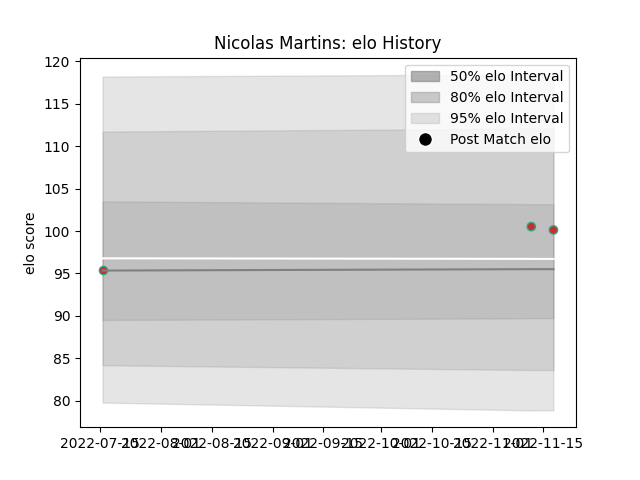 Nicolas Martins: elo History
120
115
110
105
100
95
90
85
80
elo score
50% elo Interval
80% elo Interval
95% elo Interval
Post Match elo
2022-07-15 2022-08-01 2022-08-15 2022-09-01 2022-09-15 2022-10-01 2022-10-15 2022-11-01 2022-11-15